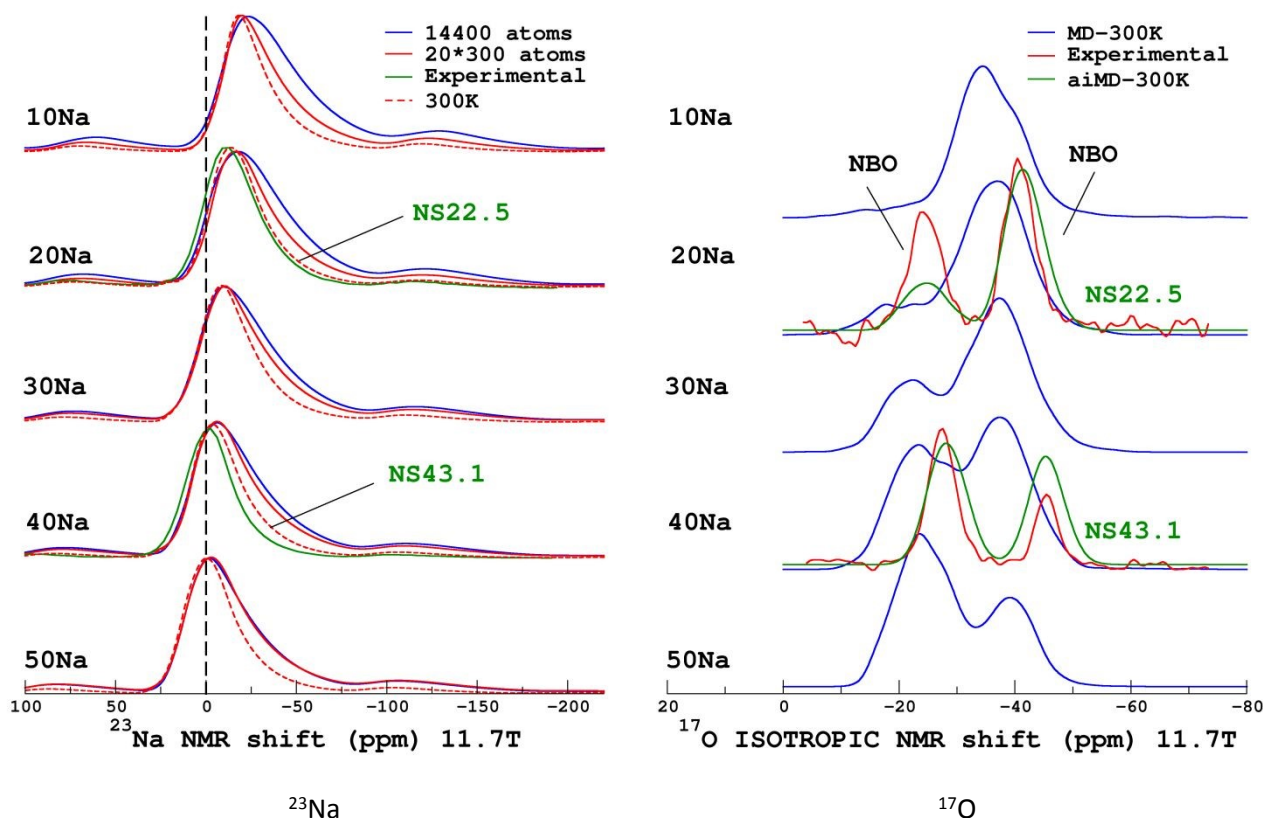 14400 atoms
20*300 atoms
Experimental
300K
10Na
NS22.5
20Na
30Na
NS43.1
40Na
50Na
100 50 0 -50 -100 -150 -200
23Na NMR shift (ppm) 11.7T
23Na
MD-300K
Experimental
aiMD-300K
10Na
NBO NBO
20Na
NS22.5
30Na
40Na
NS43.1
50Na
20 0 -20 -40 -60 -80
17O ISOTROPIC NMR shift (ppm) 11.7T
17O